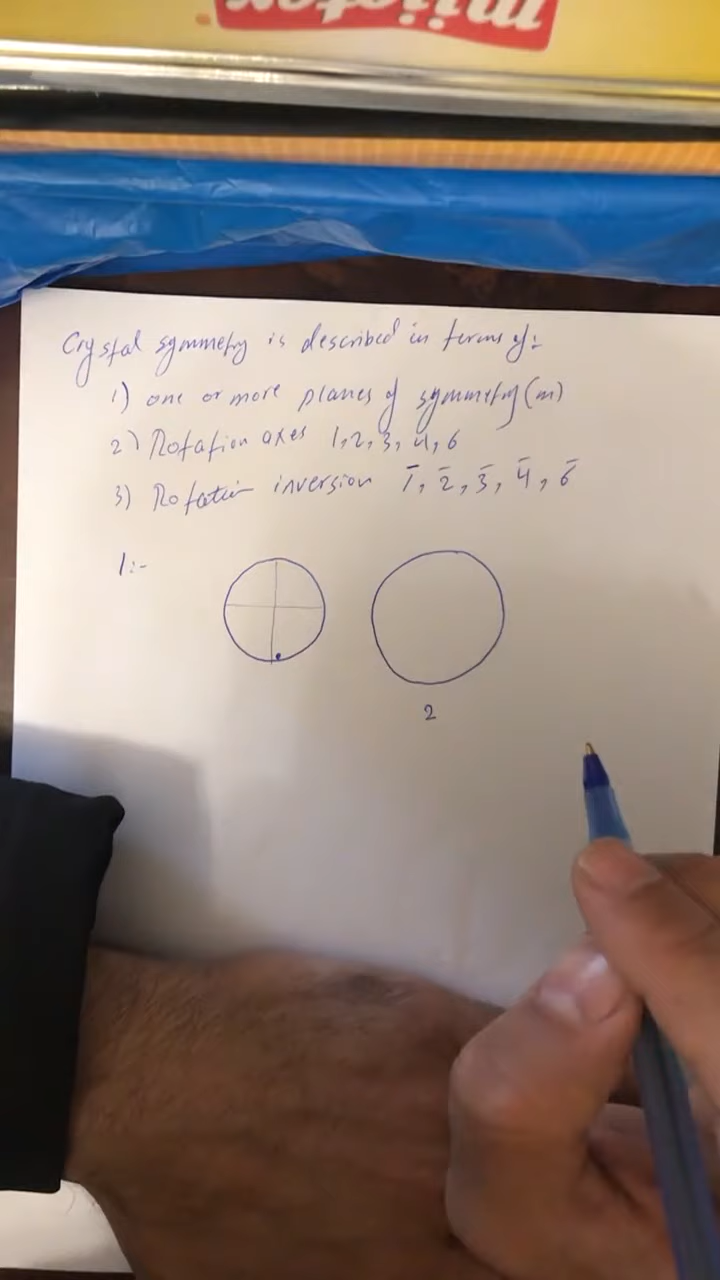 Crystal symmetry is described in terms of:
1) one or more planes of symmetry (m)
2) Rotation axes 1, 2, 3, 4, 6
3) Rotation inversion 1̄, 2̄, 3̄, 4̄, 6̄
1:-
2